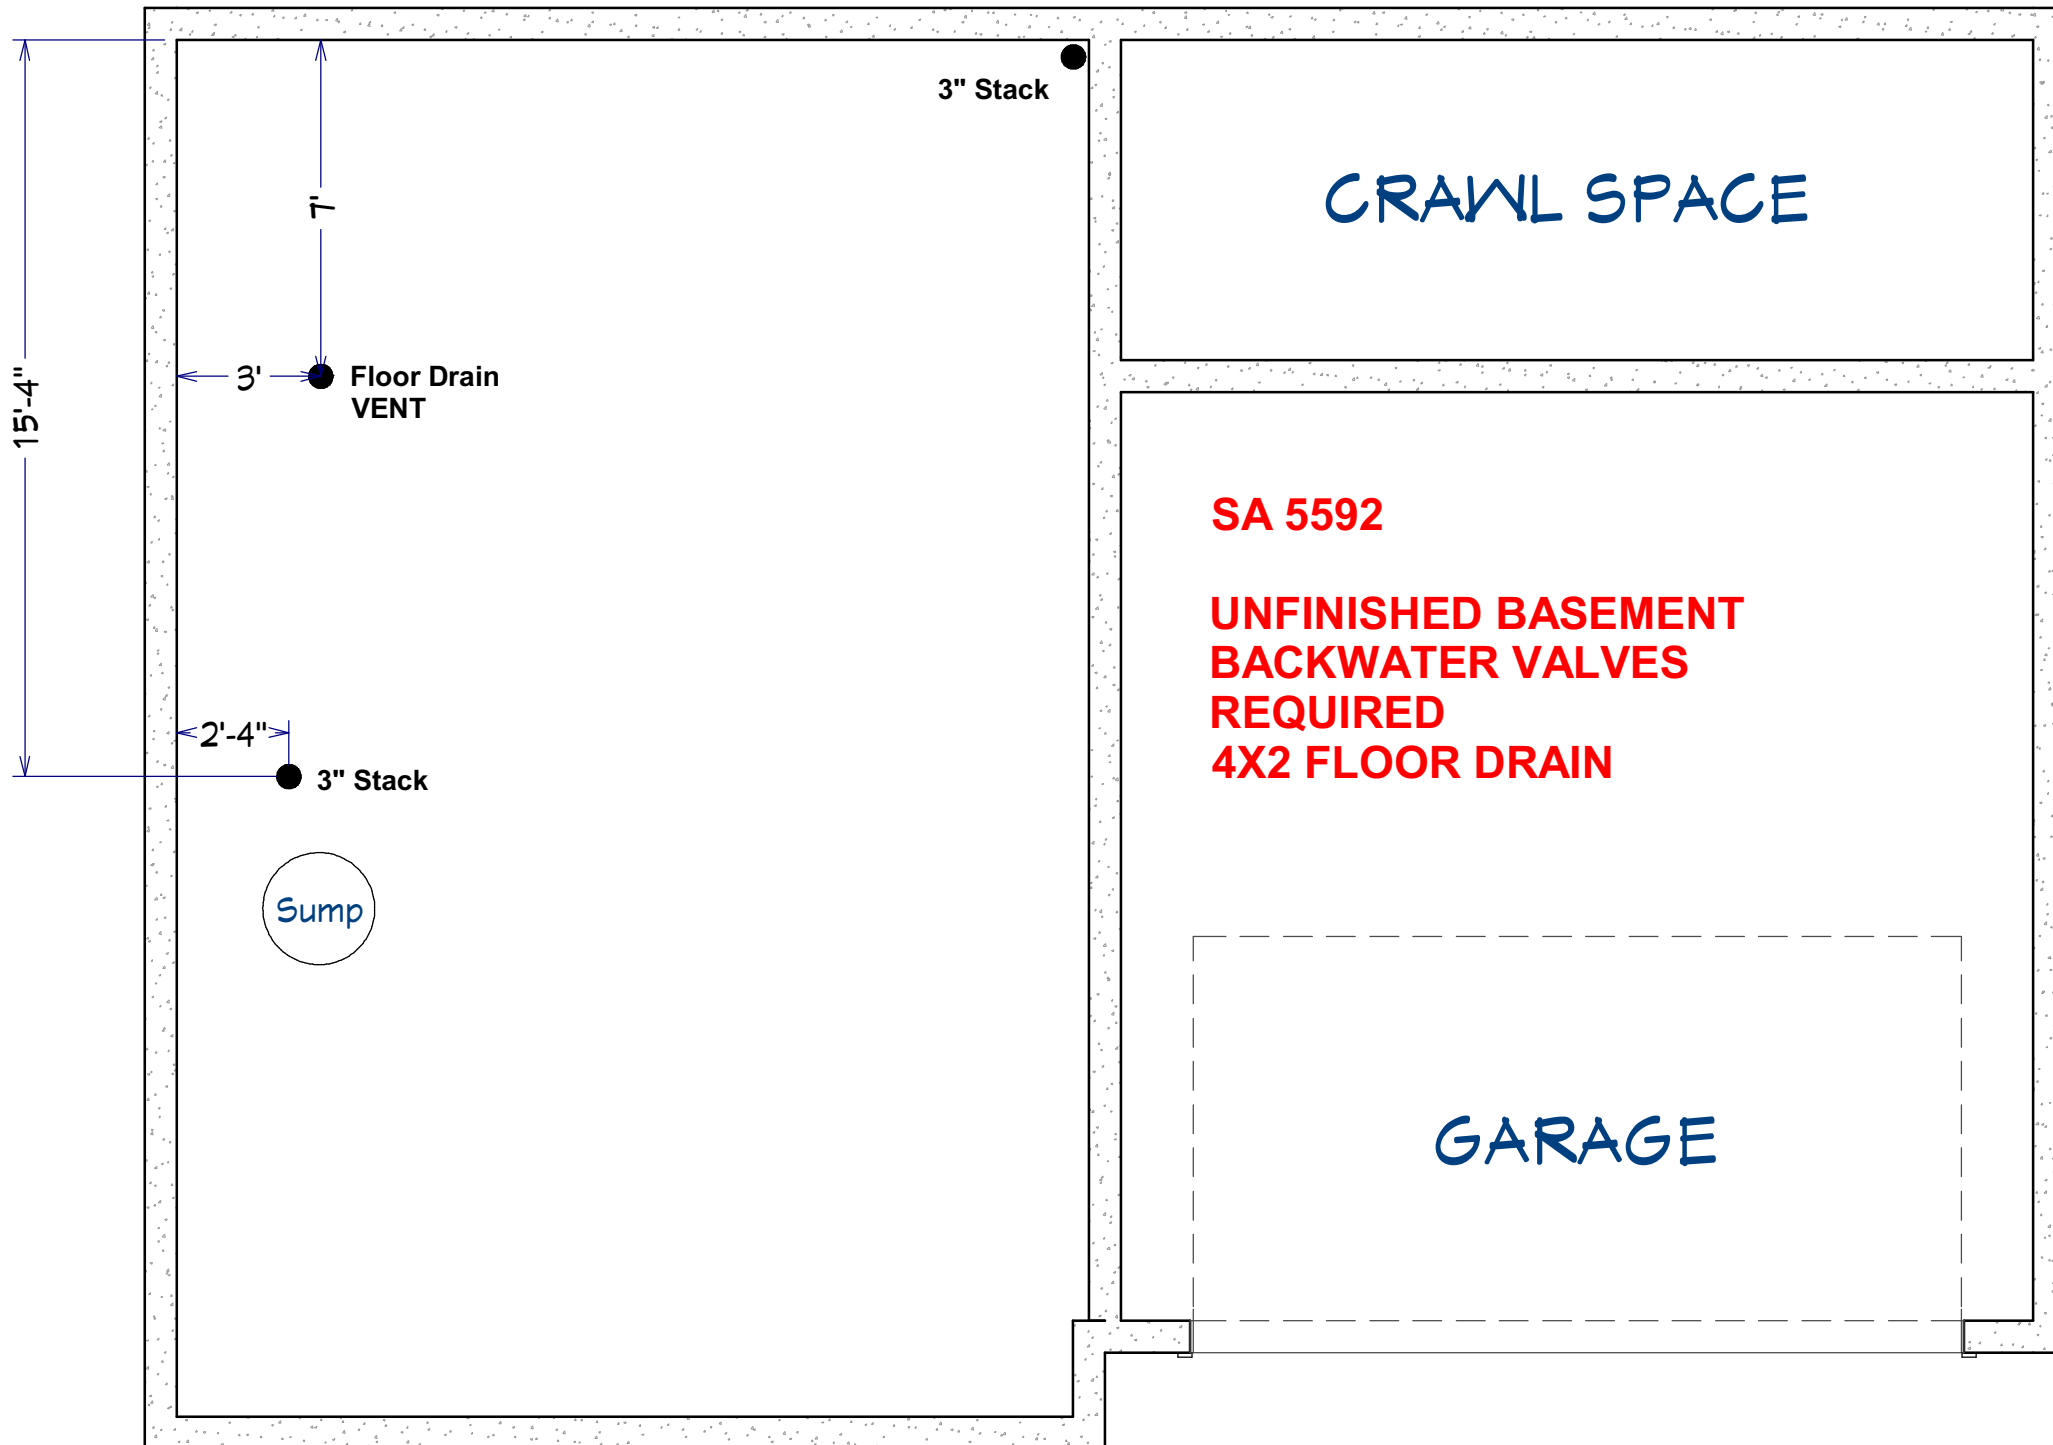 3" Stack
CRAWL SPACE
7'
3'
Floor Drain
VENT
15'-4"
SA 5592
UNFINISHED BASEMENT
BACKWATER VALVES
REQUIRED
4X2 FLOOR DRAIN
2'-4"
3" Stack
Sump
GARAGE